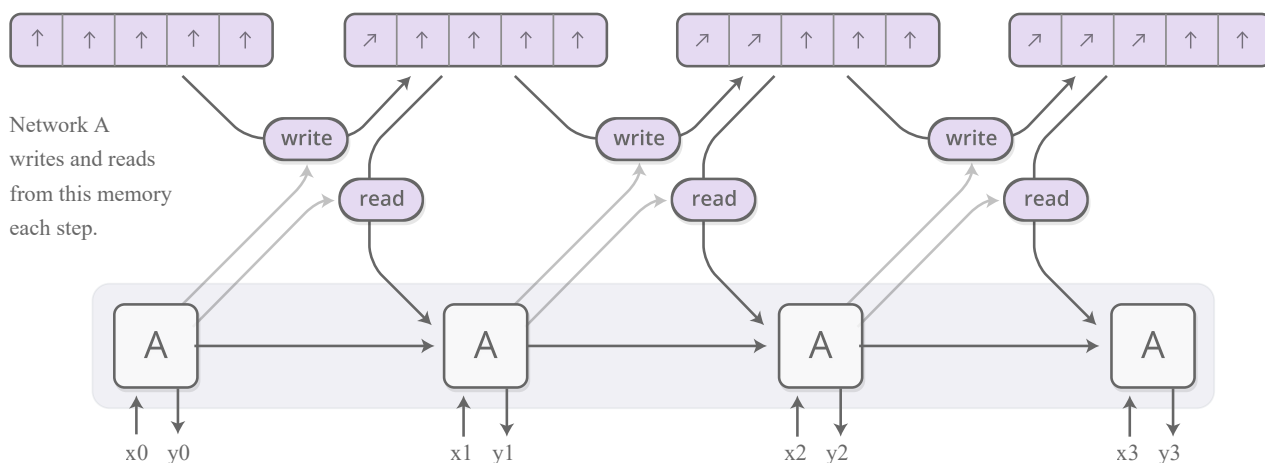 write
write
write
Network A
writes and reads
from this memory
each step.
read
read
read
A
A
A
A
x0 y0
x1 y1
x2 y2
x3 y3